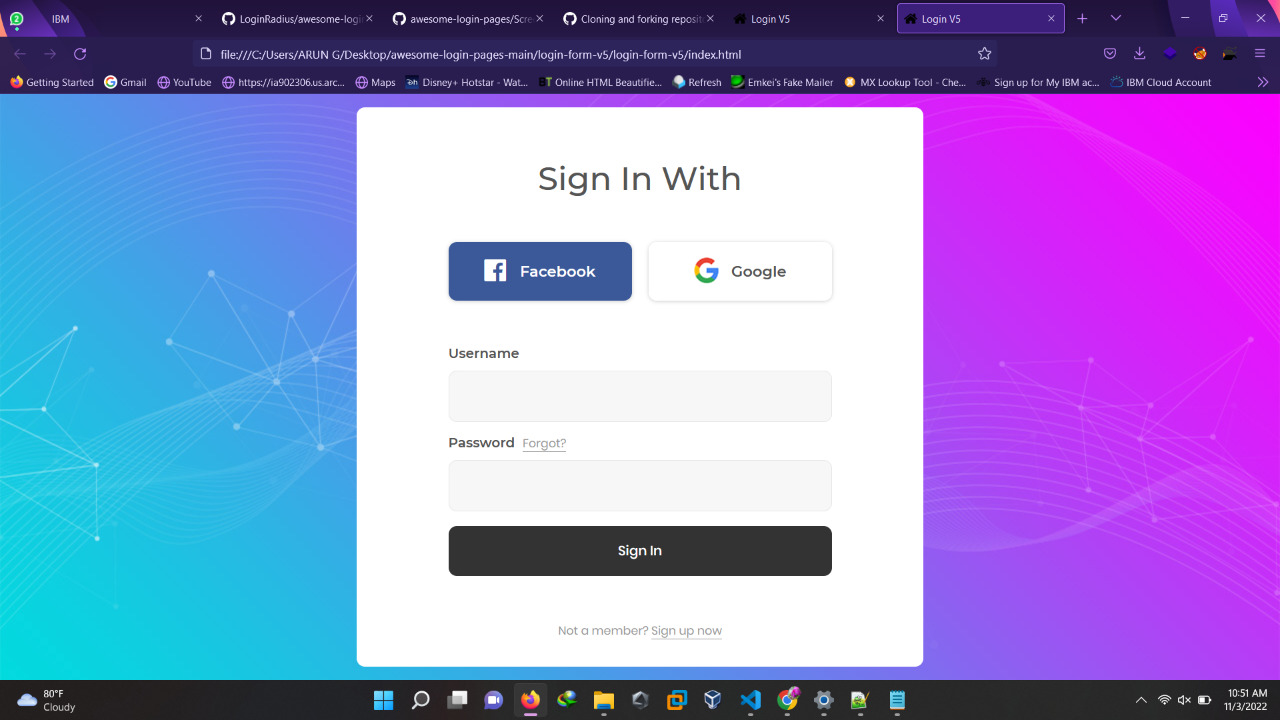 2
IBM
LoginRadius/awesome-login
awesome-login-pages/Scre
Cloning and forking reposit
Login V5
Login V5
file:///C:/Users/ARUN G/Desktop/awesome-login-pages-main/login-form-v5/login-form-v5/index.html
Getting Started
Gmail
YouTube
https://ia902306.us.arc...
Maps
Disney+ Hotstar - Wat...
BT Online HTML Beautifie...
Refresh
Emkei's Fake Mailer
MX Lookup Tool - Che...
Sign up for My IBM ac...
IBM Cloud Account
Sign In With
Facebook
Google
Username
Password Forgot?
Sign In
Not a member? Sign up now
80°F
Cloudy
10:51 AM
11/3/2022